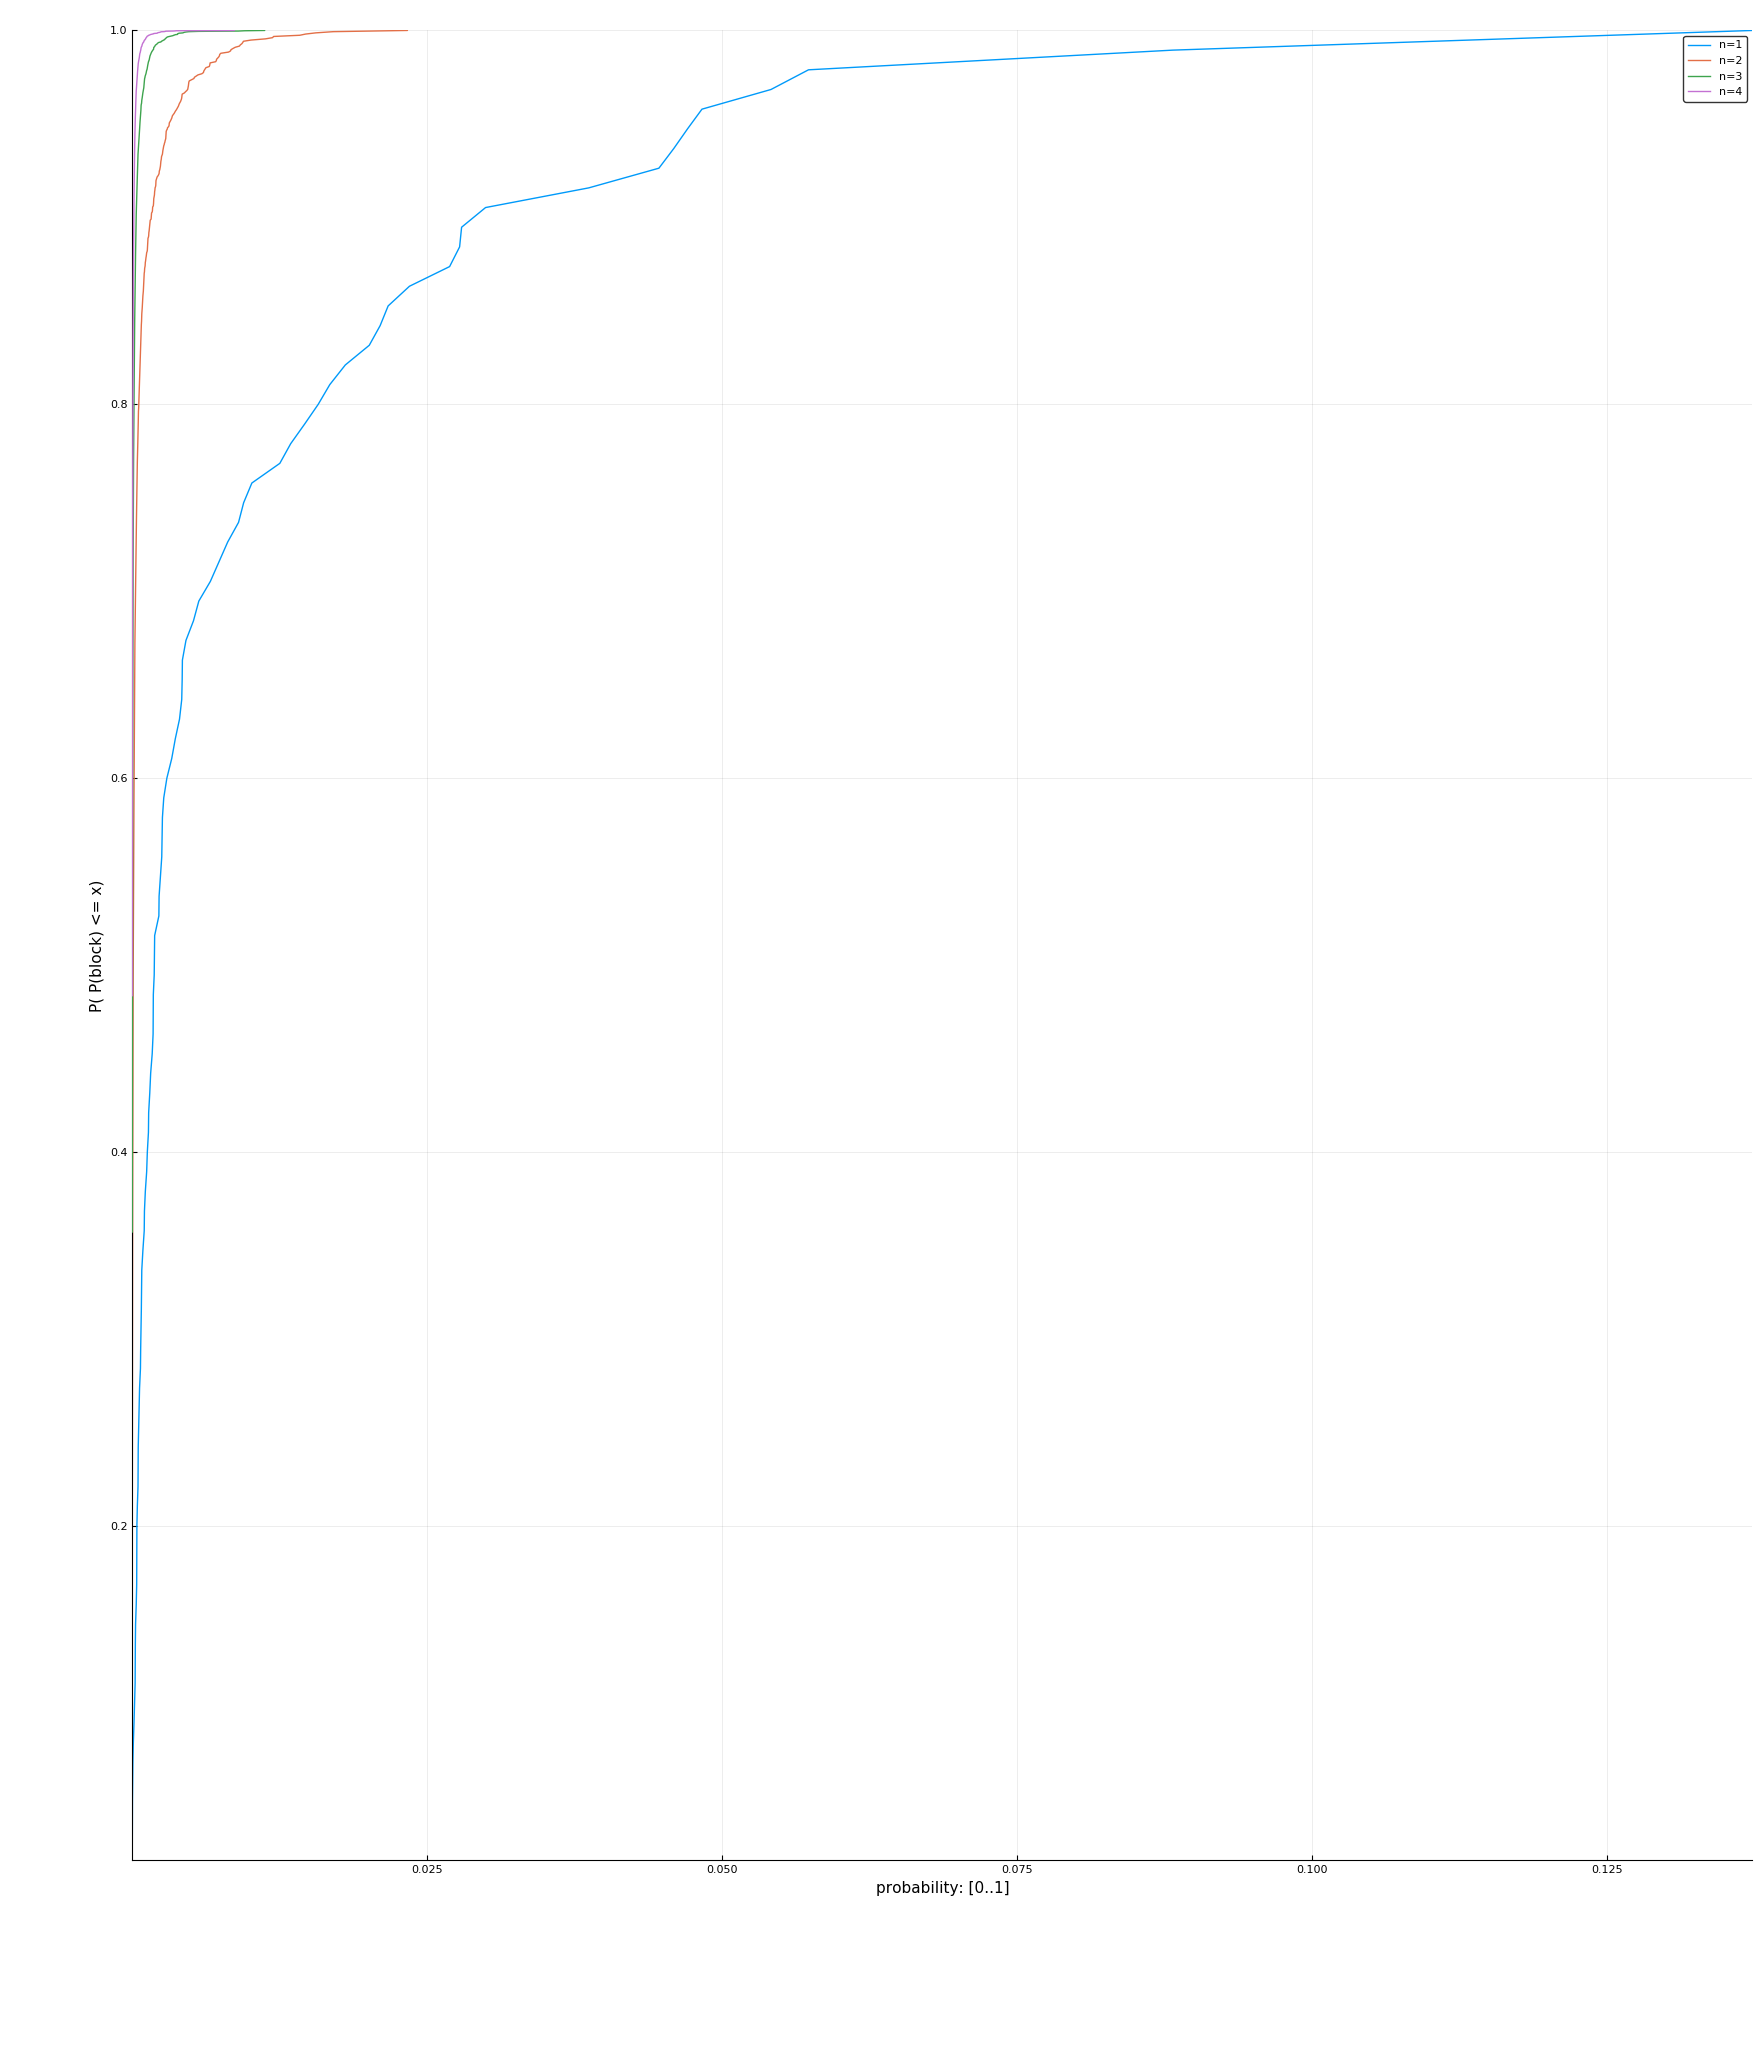 1.0
n=1
n=2
n=3
n=4
0.8
0.6
P( P(block) <= x)
0.4
0.2
0.025 0.050 0.075 0.100 0.125
probability: [0..1]